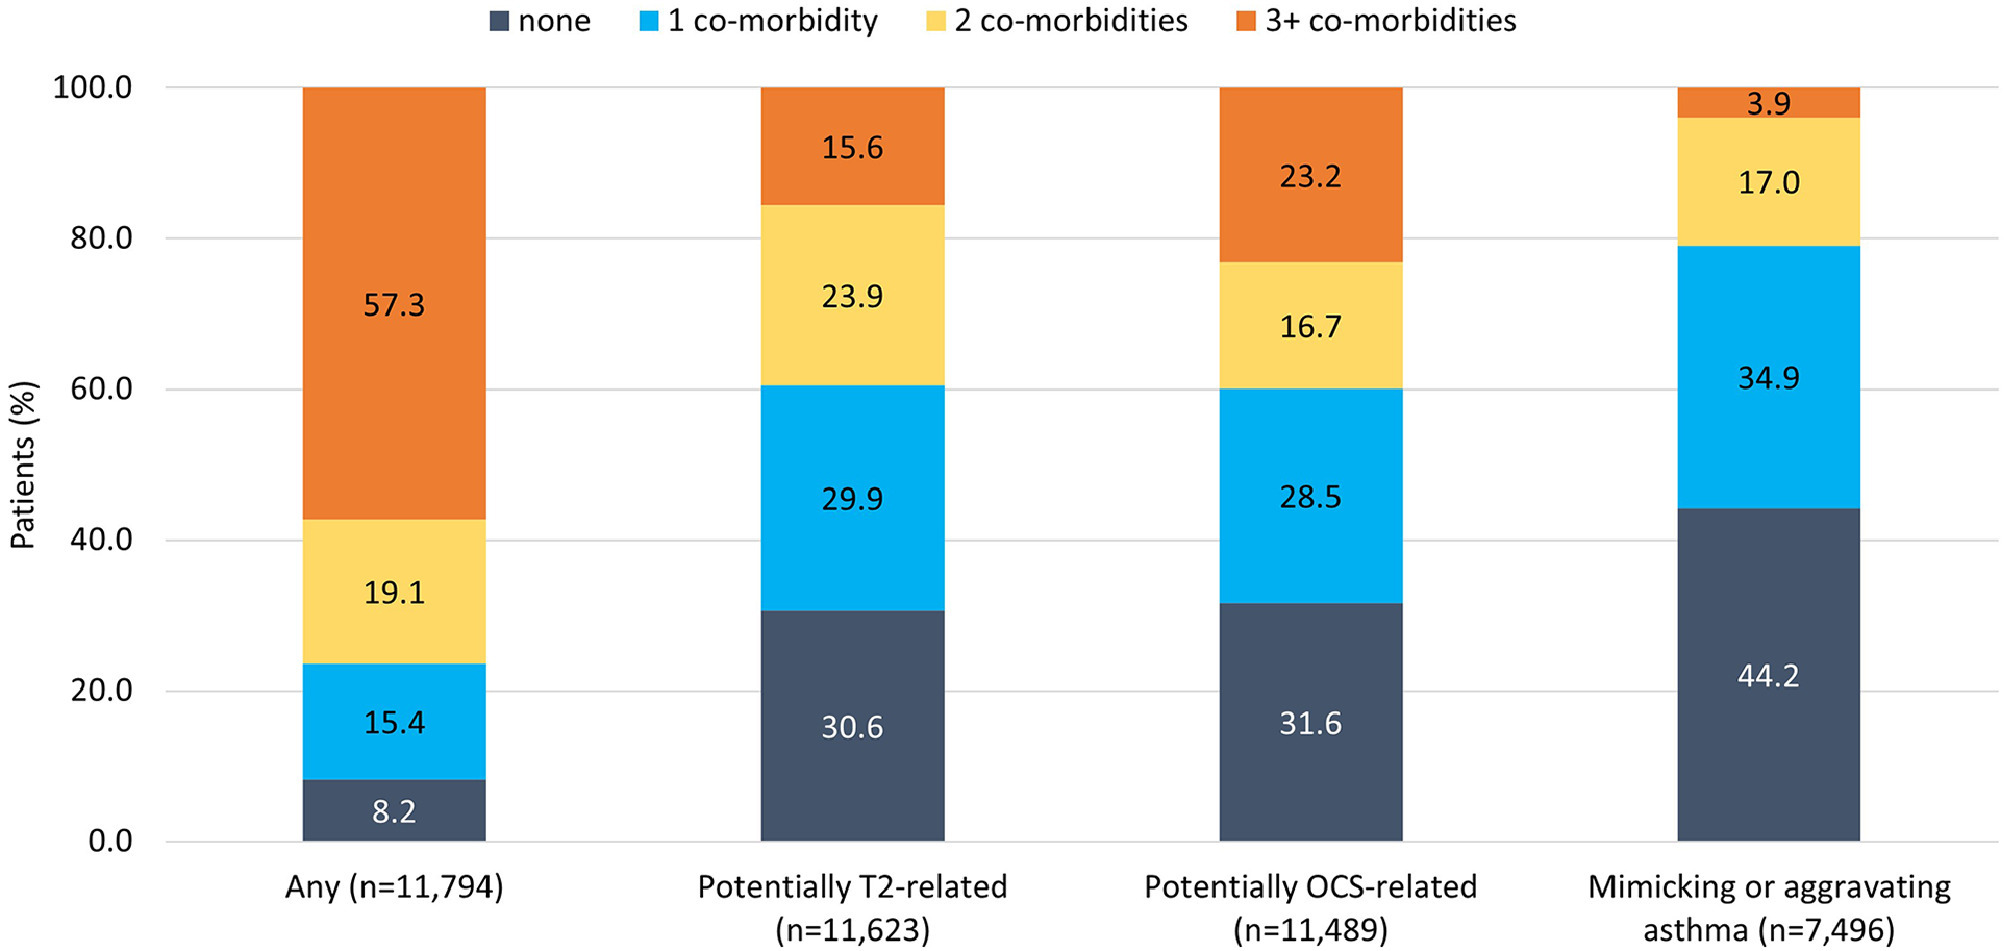 none 1 co-morbidity 2 co-morbidities 3+ co-morbidities
100.0
80.0
60.0
40.0
20.0
0.0
Patients (%)
57.3
19.1
15.4
8.2
15.6
23.9
29.9
30.6
23.2
16.7
28.5
31.6
3.9
17.0
34.9
44.2
Any (n=11,794)
Potentially T2-related
(n=11,623)
Potentially OCS-related
(n=11,489)
Mimicking or aggravating
asthma (n=7,496)